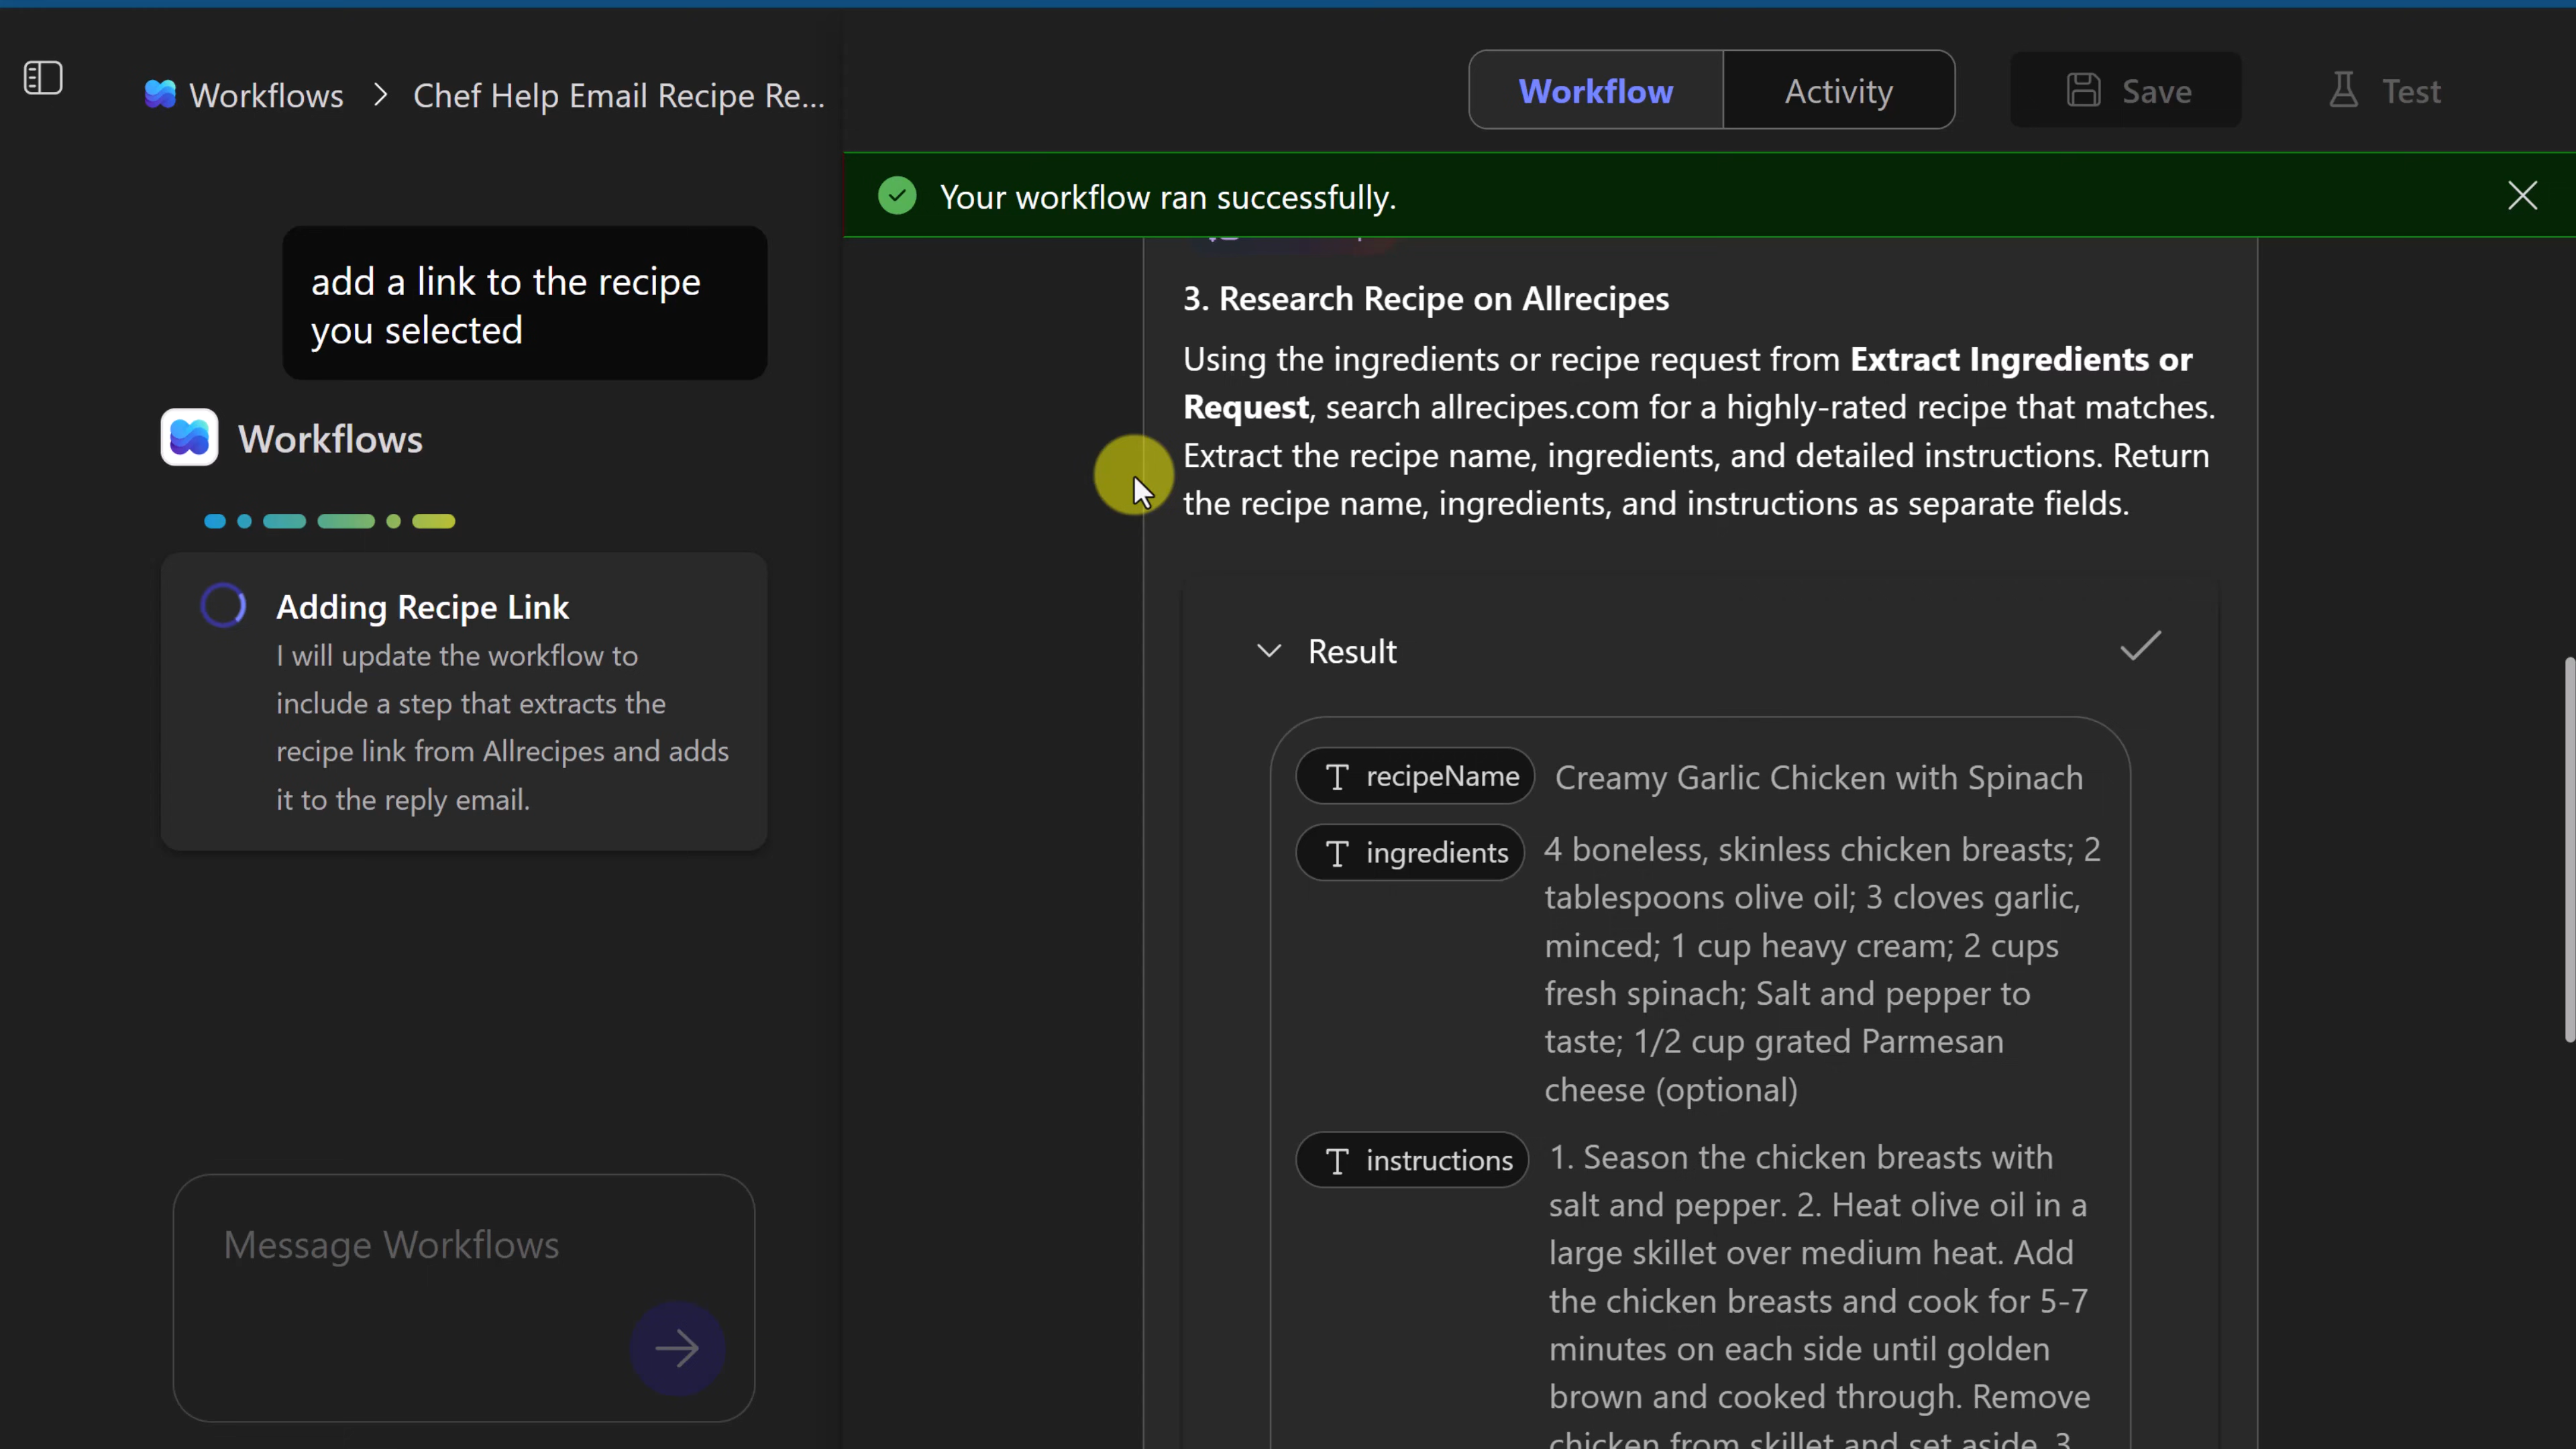 Workflows > Chef Help Email Recipe Re...
Workflow
Activity
Save
Test
Your workflow ran successfully.
add a link to the recipe
you selected
Workflows
Adding Recipe Link
I will update the workflow to
include a step that extracts the
recipe link from Allrecipes and adds
it to the reply email.
Message Workflows
3. Research Recipe on Allrecipes
Using the ingredients or recipe request from Extract Ingredients or
Request, search allrecipes.com for a highly-rated recipe that matches.
Extract the recipe name, ingredients, and detailed instructions. Return
the recipe name, ingredients, and instructions as separate fields.
Result
T recipeName Creamy Garlic Chicken with Spinach
T ingredients 4 boneless, skinless chicken breasts; 2
tablespoons olive oil; 3 cloves garlic,
minced; 1 cup heavy cream; 2 cups
fresh spinach; Salt and pepper to
taste; 1/2 cup grated Parmesan
cheese (optional)
T instructions 1. Season the chicken breasts with
salt and pepper. 2. Heat olive oil in a
large skillet over medium heat. Add
the chicken breasts and cook for 5-7
minutes on each side until golden
brown and cooked through. Remove
chicken from skillet and set aside. 3.